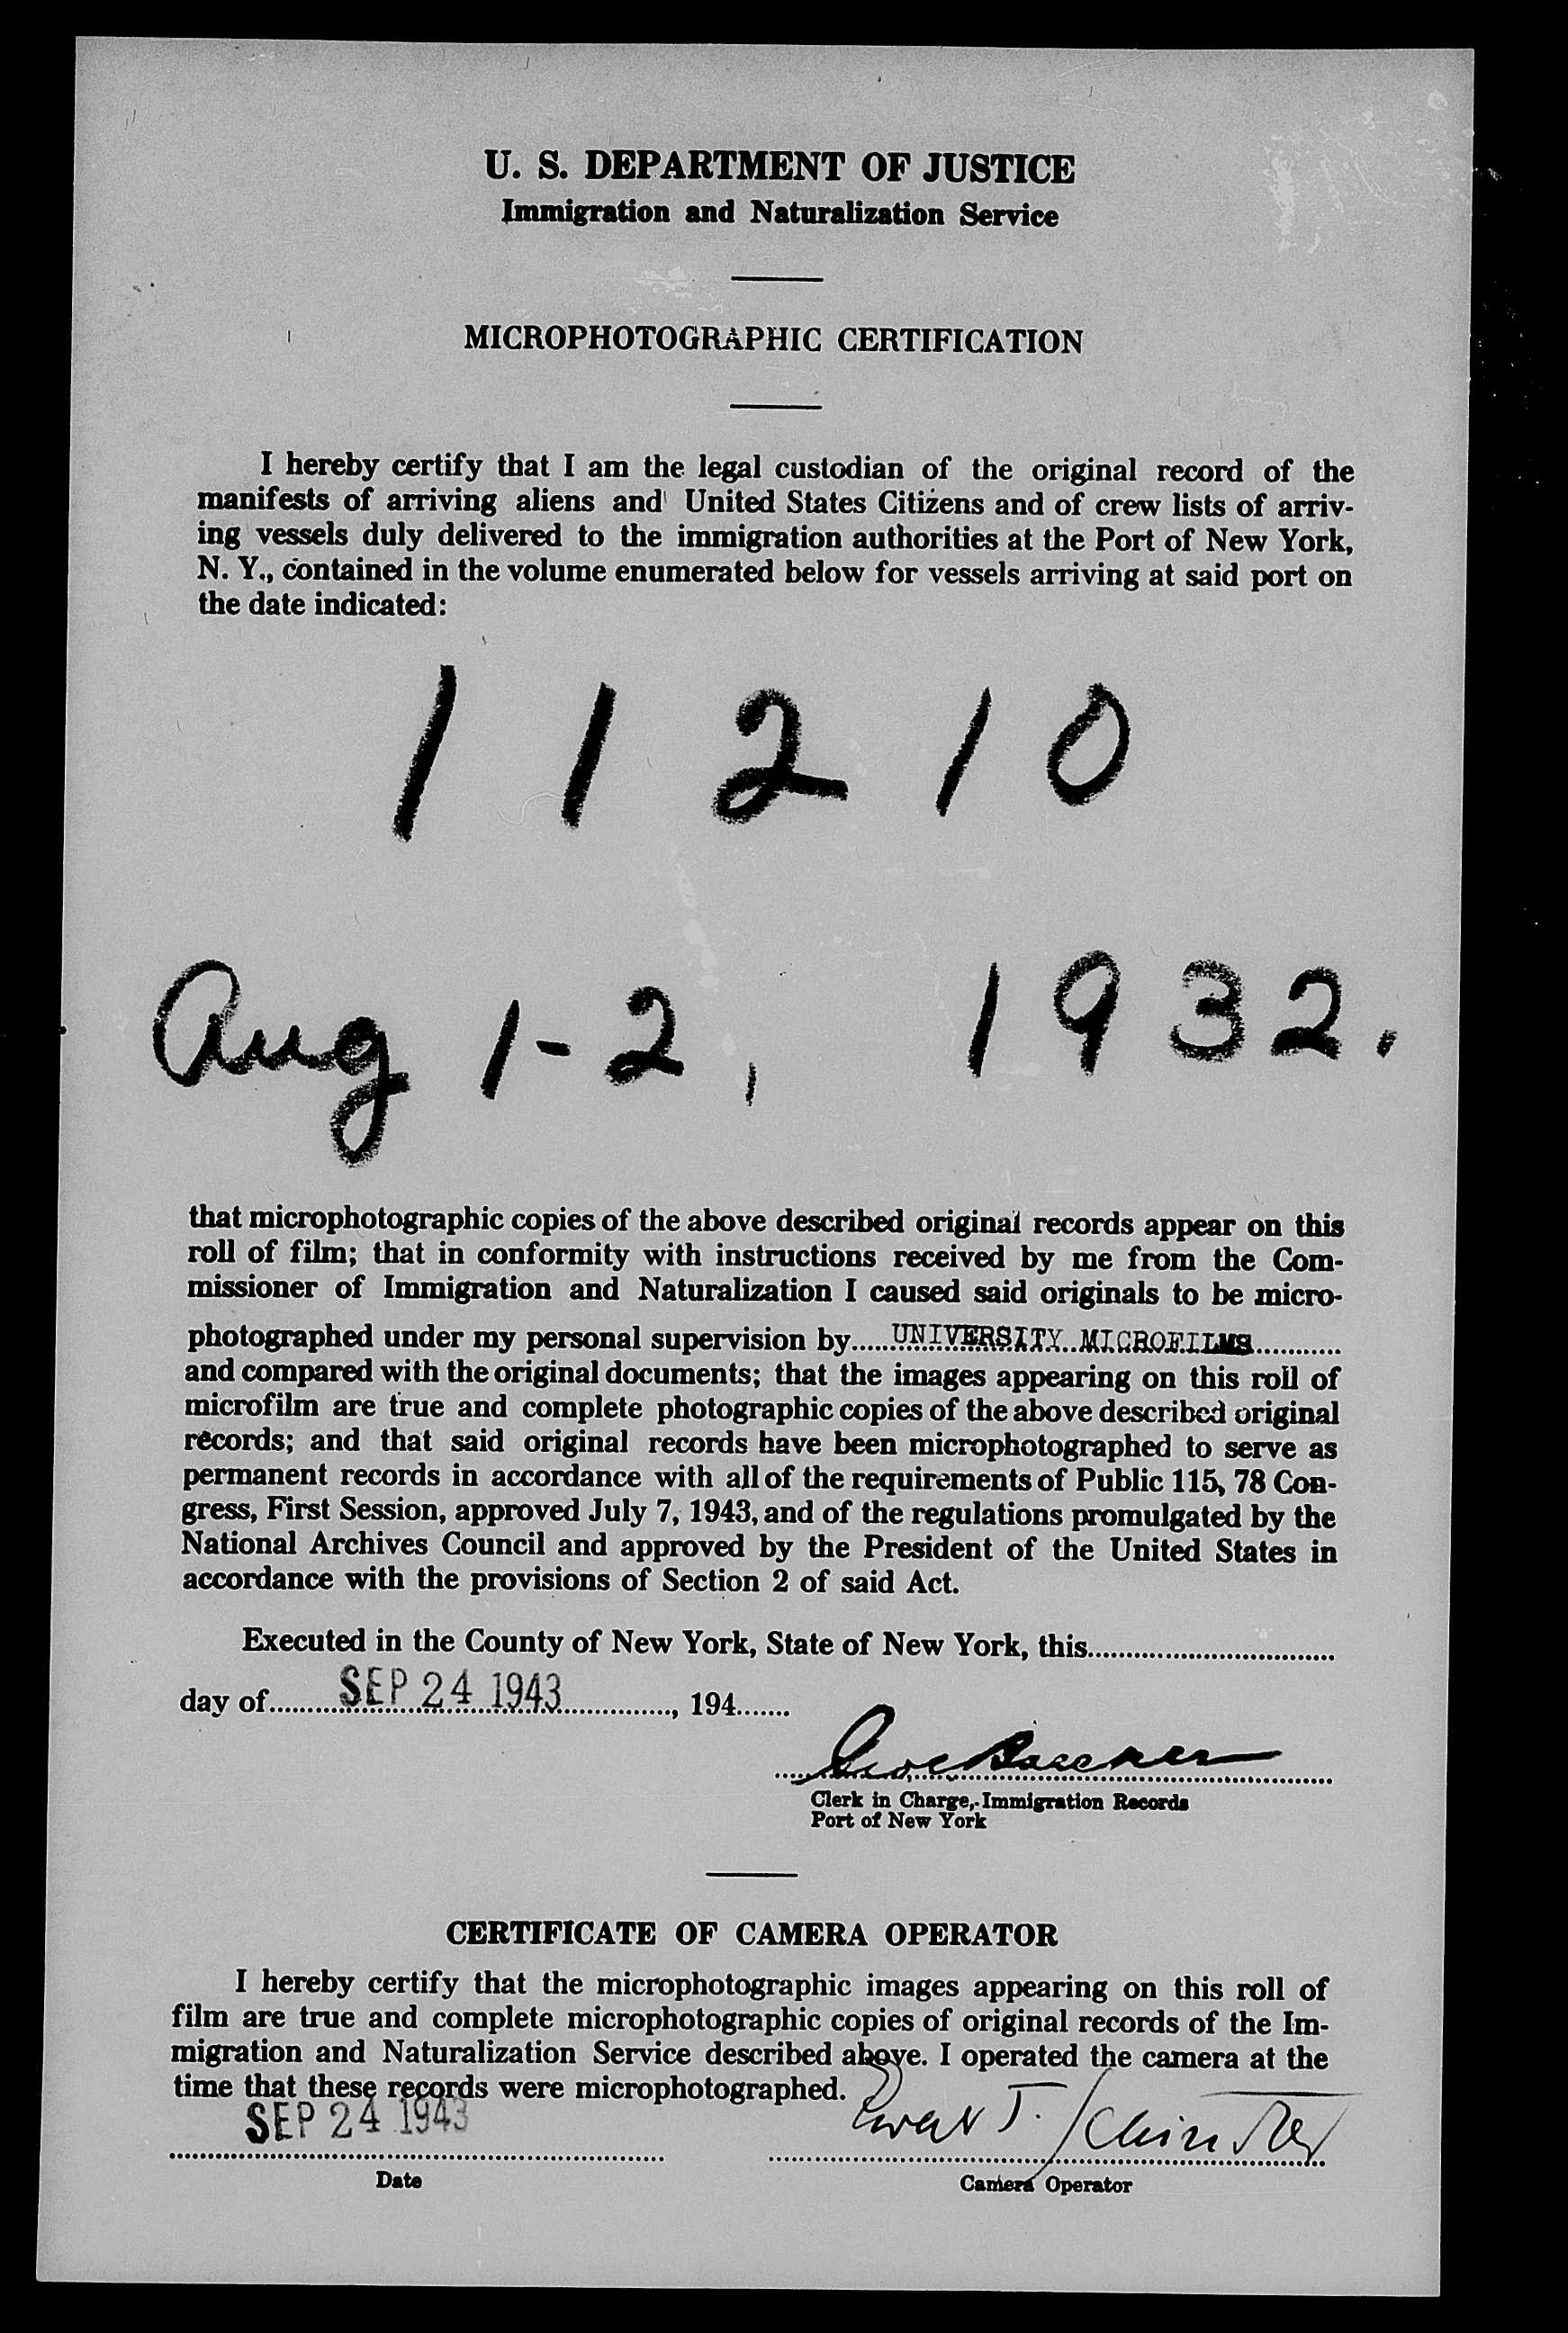 U. S. DEPARTMENT OF JUSTICE
Immigration and Naturalization Service
MICROPHOTOGRAPHIC CERTIFICATION
I hereby certify that I am the legal custodian of the original record of the
manifests of arriving aliens and United States Citizens and of crew lists of arriv-
ing vessels duly delivered to the immigration authorities at the Port of New York,
N. Y., contained in the volume enumerated below for vessels arriving at said port on
the date indicated:
11210
Aug 1-2, 1932.
that microphotographic copies of the above described original records appear on this
roll of film; that in conformity with instructions received by me from the Com-
missioner of Immigration and Naturalization I caused said originals to be micro-
photographed under my personal supervision by.....UNIVERSITY MICROFILMS...........
and compared with the original documents; that the images appearing on this roll of
microfilm are true and complete photographic copies of the above described original
records; and that said original records have been microphotographed to serve as
permanent records in accordance with all of the requirements of Public 115, 78 Con-
gress, First Session, approved July 7, 1943, and of the regulations promulgated by the
National Archives Council and approved by the President of the United States in
accordance with the provisions of Section 2 of said Act.
Executed in the County of New York, State of New York, this................................
day of.........SEP 24 1943..............., 194.......
Clerk in Charge, Immigration Records
Port of New York
CERTIFICATE OF CAMERA OPERATOR
I hereby certify that the microphotographic images appearing on this roll of
film are true and complete microphotographic copies of original records of the Im-
migration and Naturalization Service described above. I operated the camera at the
time that these records were microphotographed.
SEP 24 1943
Date
Camera Operator